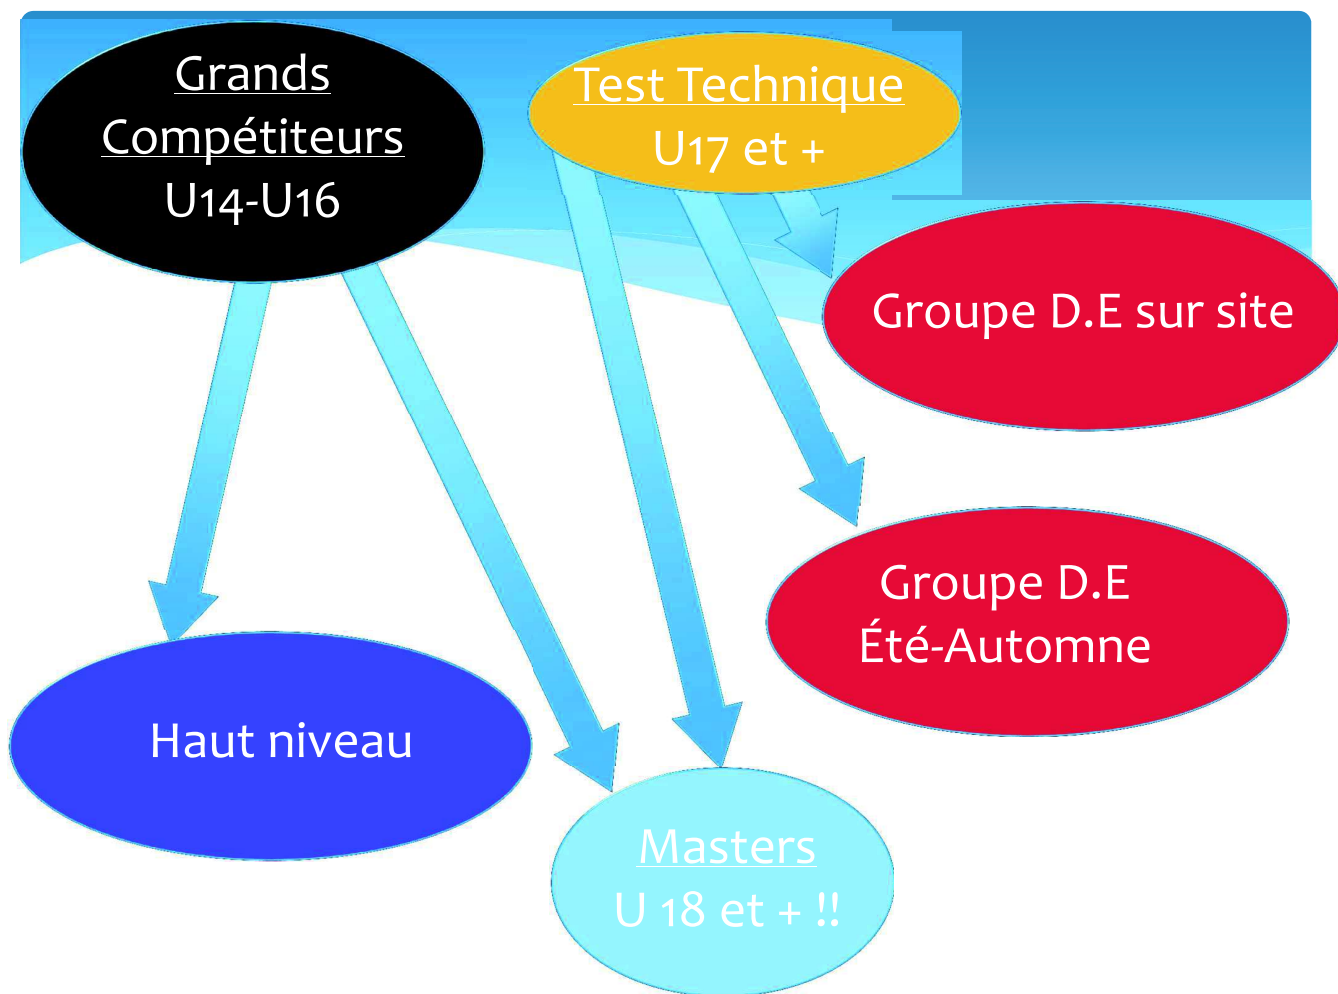 Grands
Compétiteurs
U14-U16
Test Technique
U17 et +
Groupe D.E sur site
Groupe D.E
Été-Automne
Haut niveau
Masters
U 18 et + !!